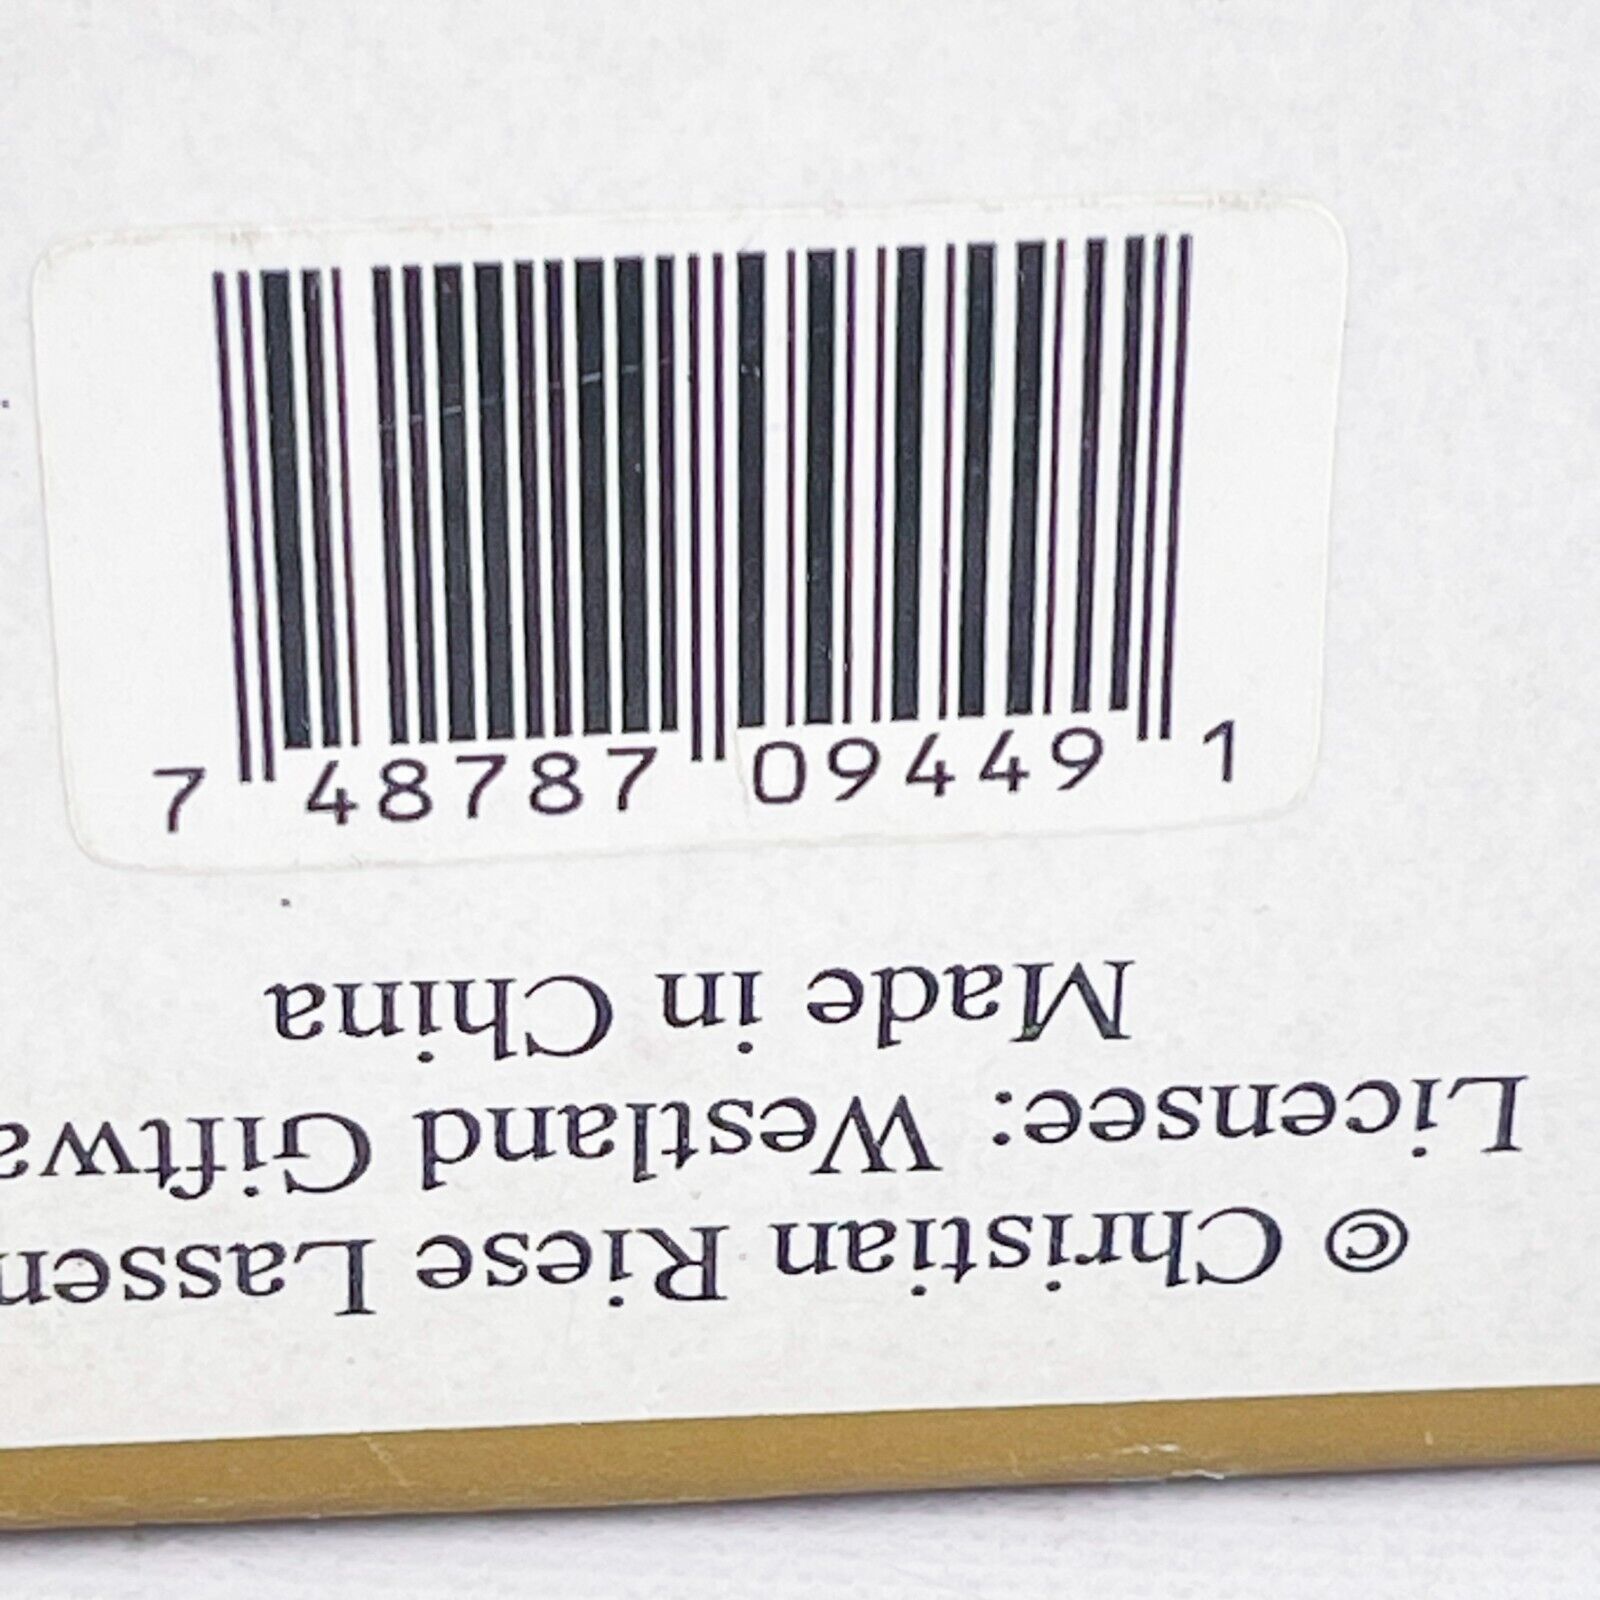 7 48787 09449 1
© Christian Riese Lassen
Licensee: Westland Giftwa
Made in China